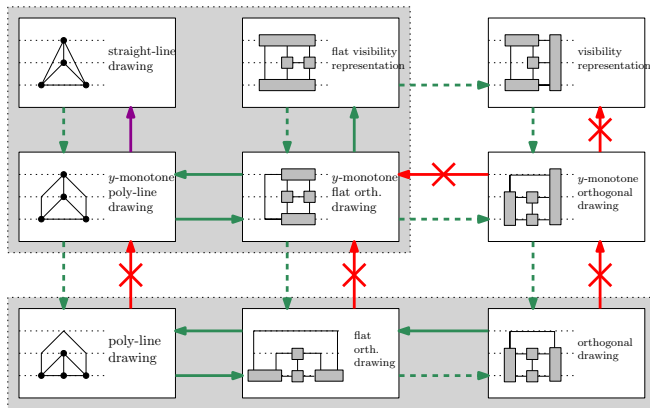 straight-line
drawing
flat visibility
representation
visibility
representation
y-monotone
poly-line
drawing
y-monotone
flat orth.
drawing
y-monotone
orthogonal
drawing
poly-line
drawing
flat
orth.
drawing
orthogonal
drawing